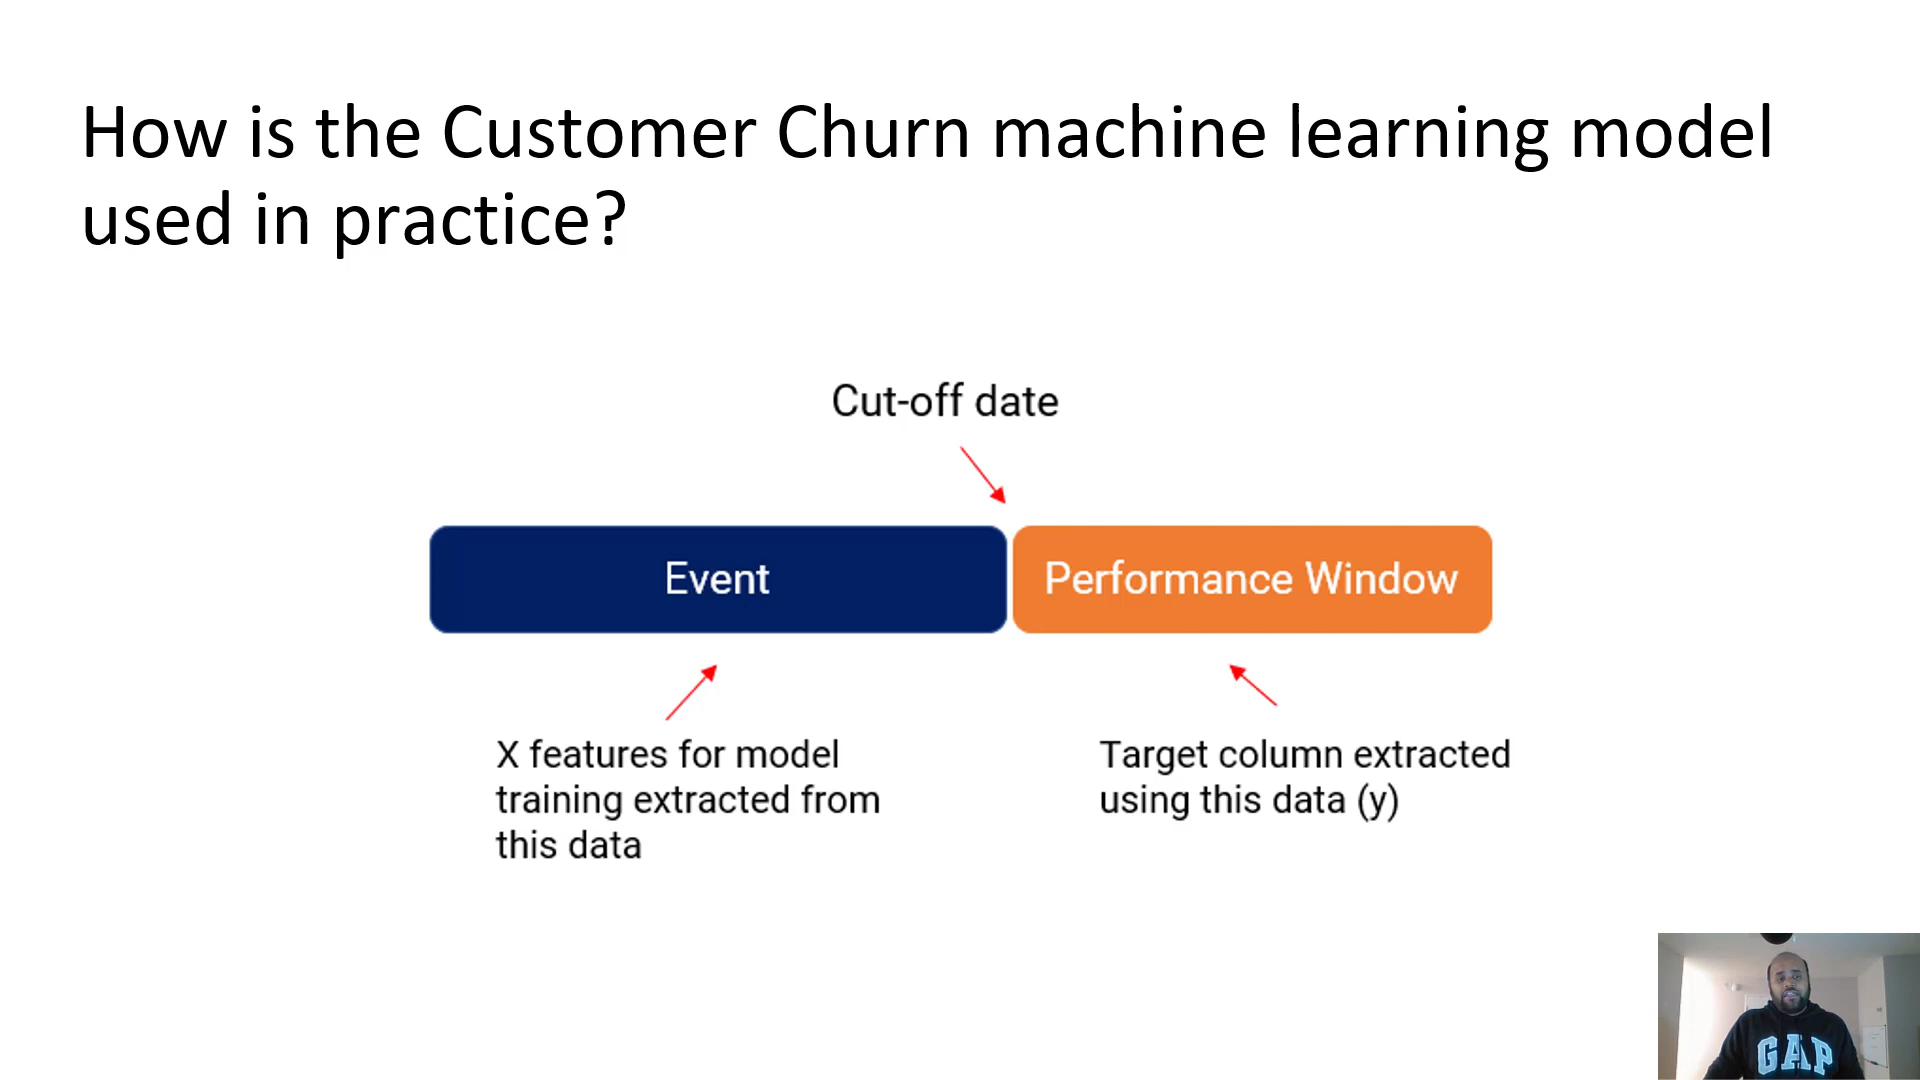 How is the Customer Churn machine learning model
used in practice?
Cut-off date
Event
Performance Window
X features for model
training extracted from
this data
Target column extracted
using this data (y)
GAP